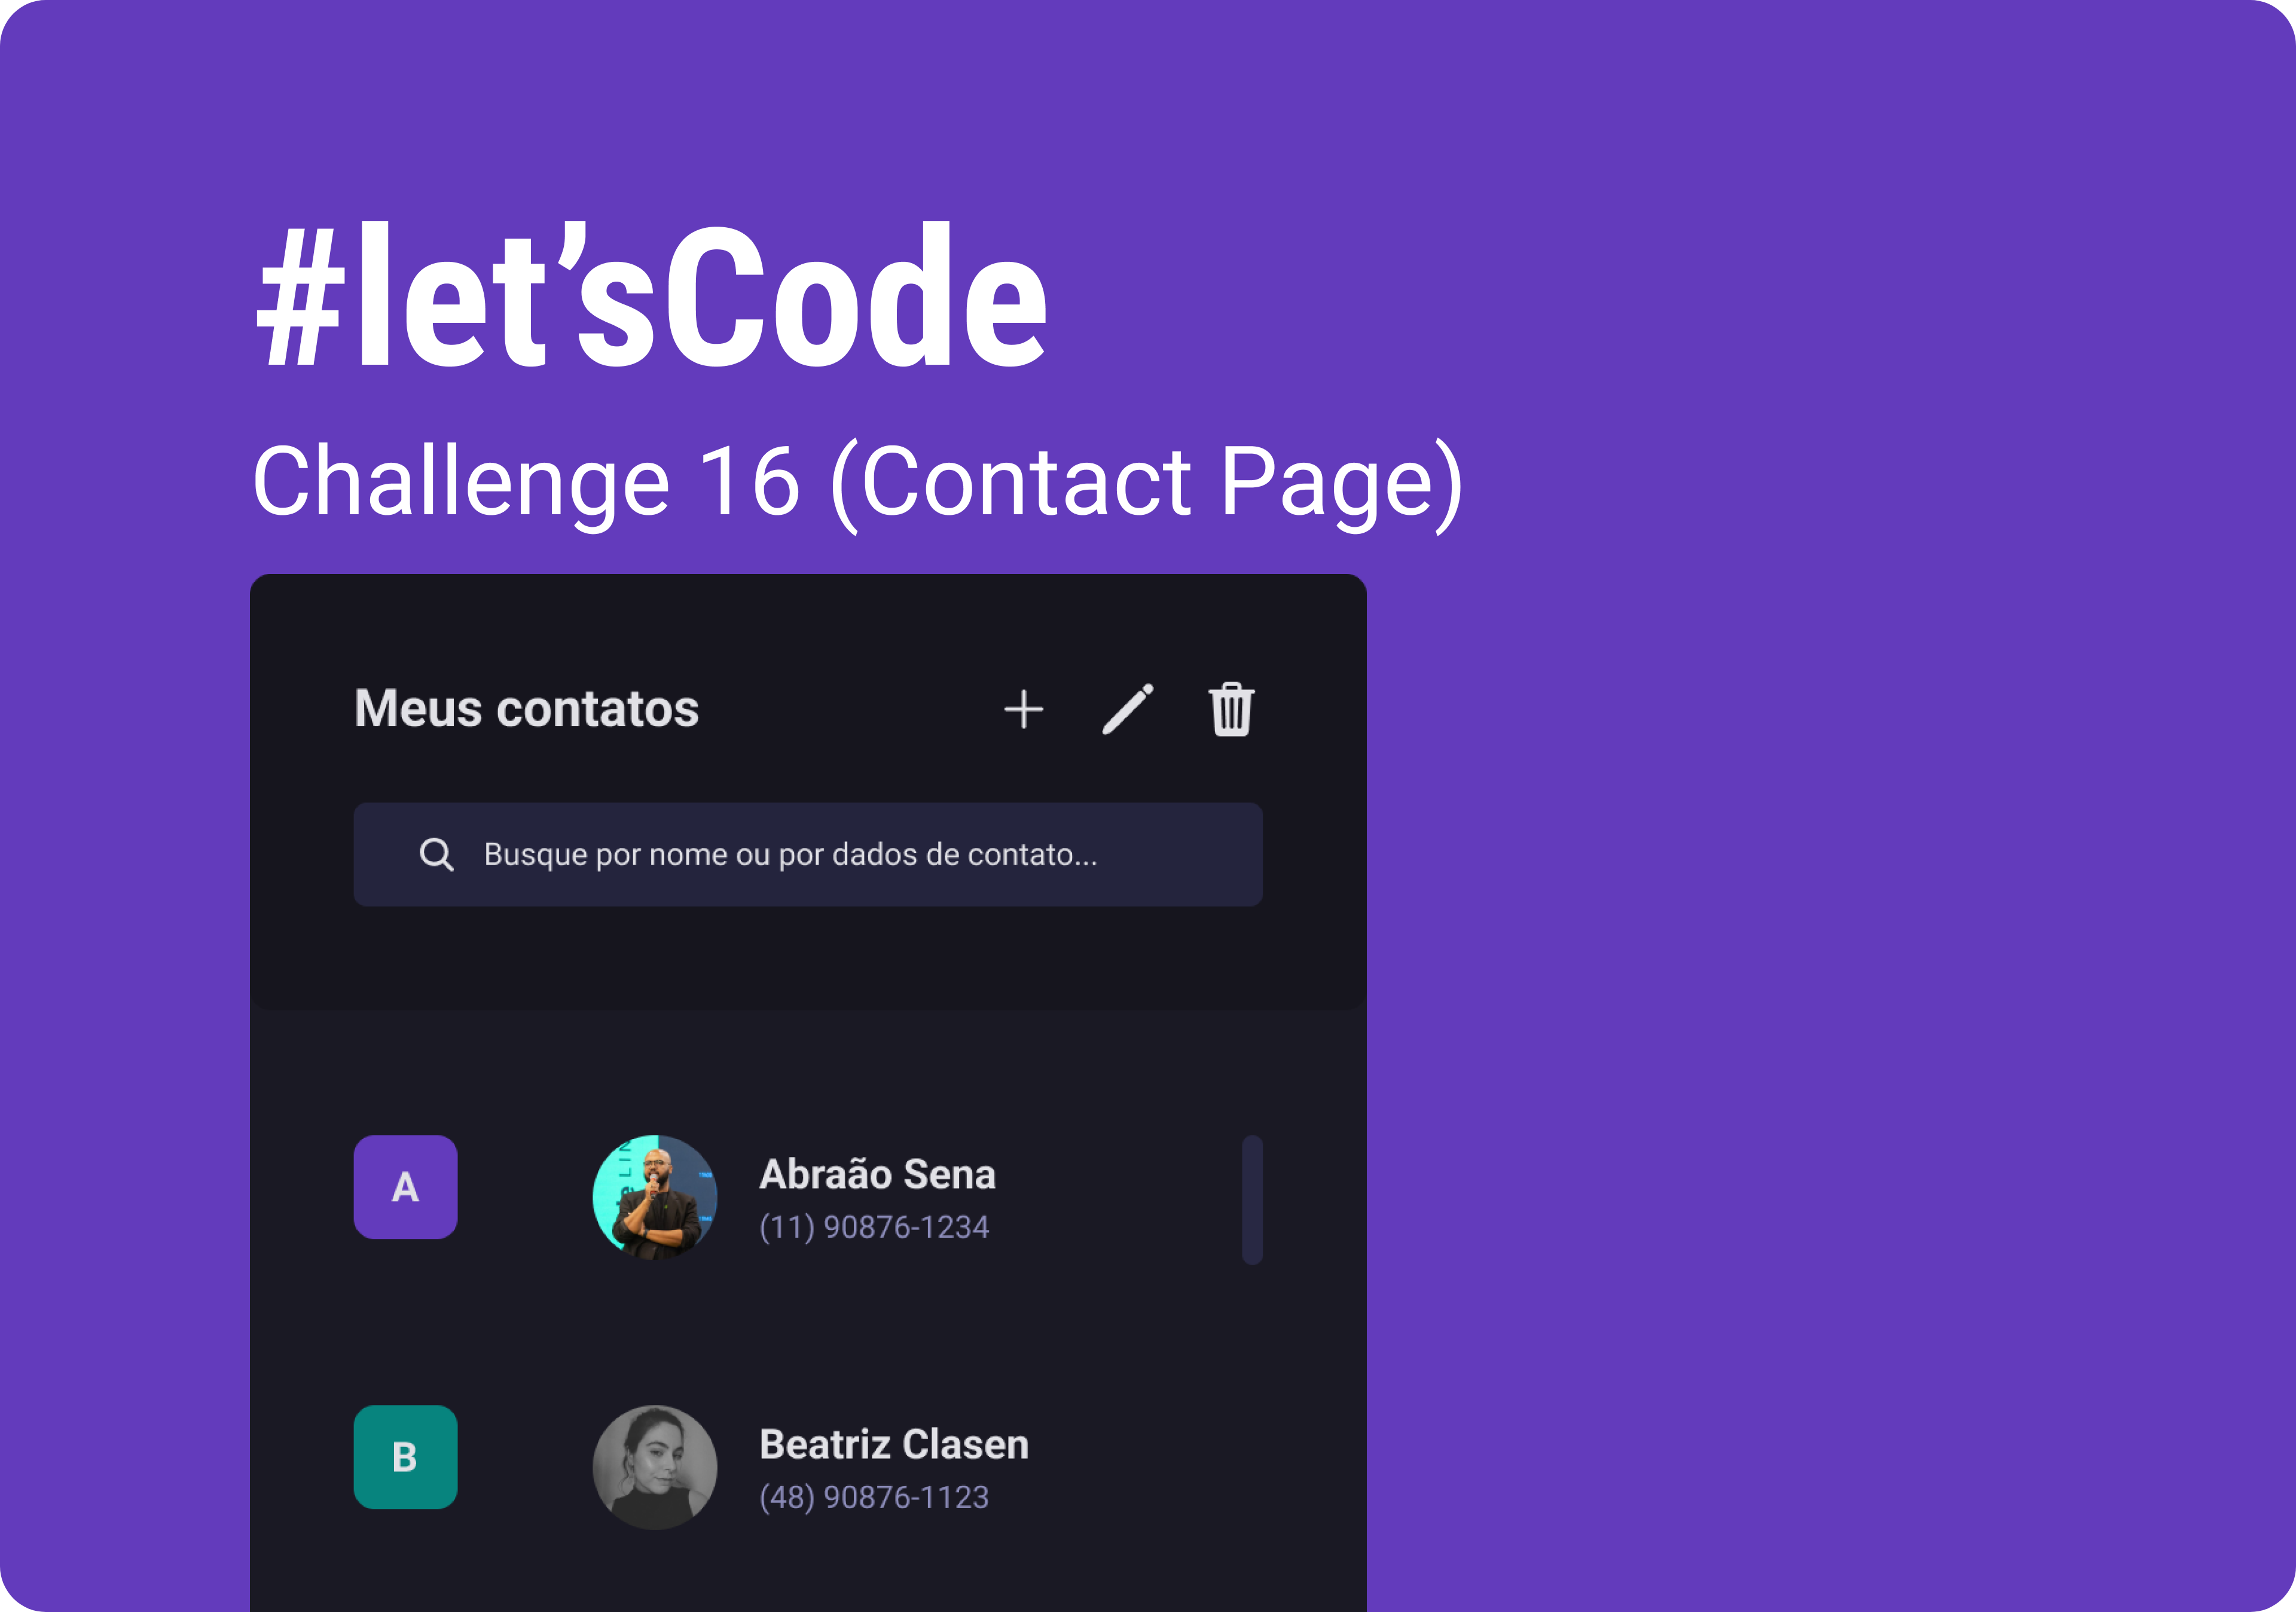 #let’sCode
Challenge 16 (Contact Page)
Meus contatos
Busque por nome ou por dados de contato...
A
Abraão Sena
(11) 90876-1234
B
Beatriz Clasen
(48) 90876-1123